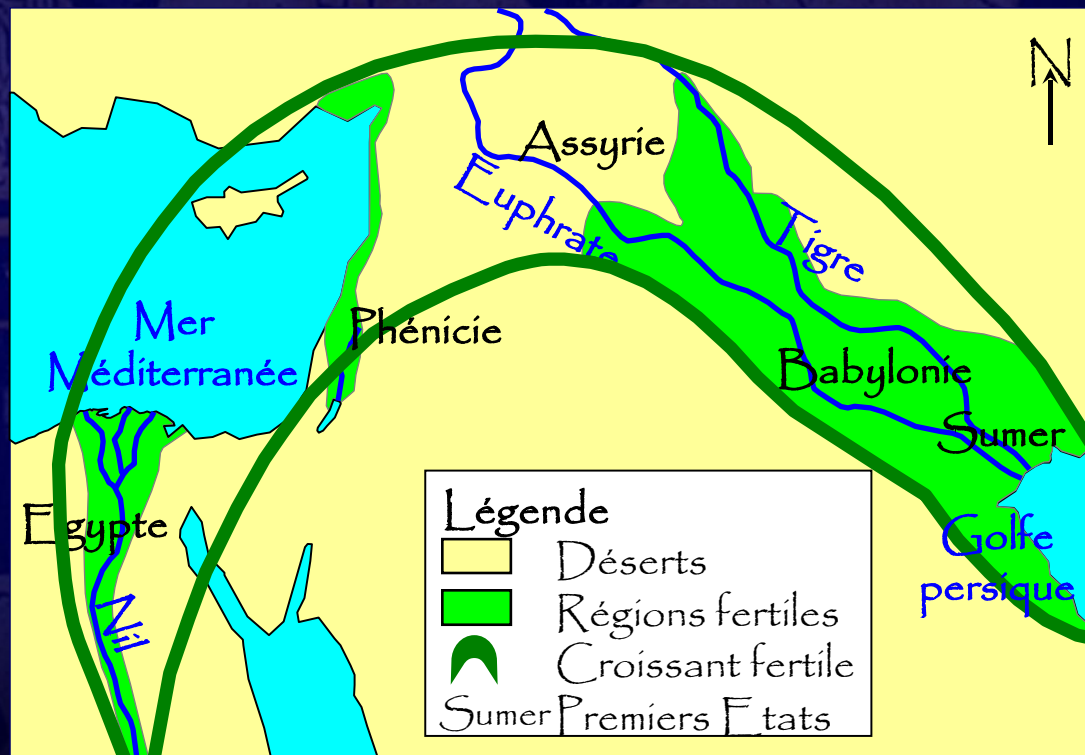 N
Assyrie
Euphrate
Tigre
Mer
Méditerranée
Phénicie
Babylonie
Sumer
Egypte
Nil
Golfe
persique
Légende
Déserts
Régions fertiles
Croissant fertile
Sumer Premiers Etats